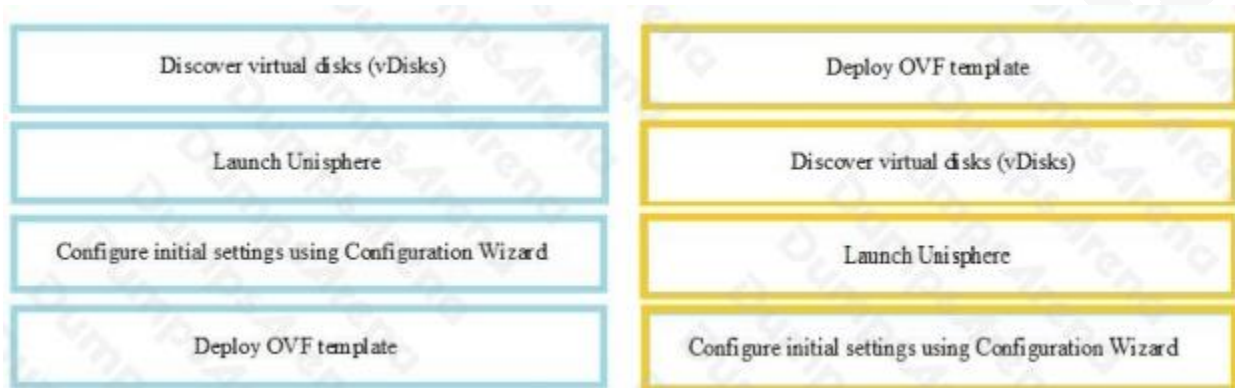 Discover virtual disks (vDisks)
Launch Unisphere
Configure initial settings using Configuration Wizard
Deploy OVF template
Deploy OVF template
Discover virtual disks (vDisks)
Launch Unisphere
Configure initial settings using Configuration Wizard
DumpsArena